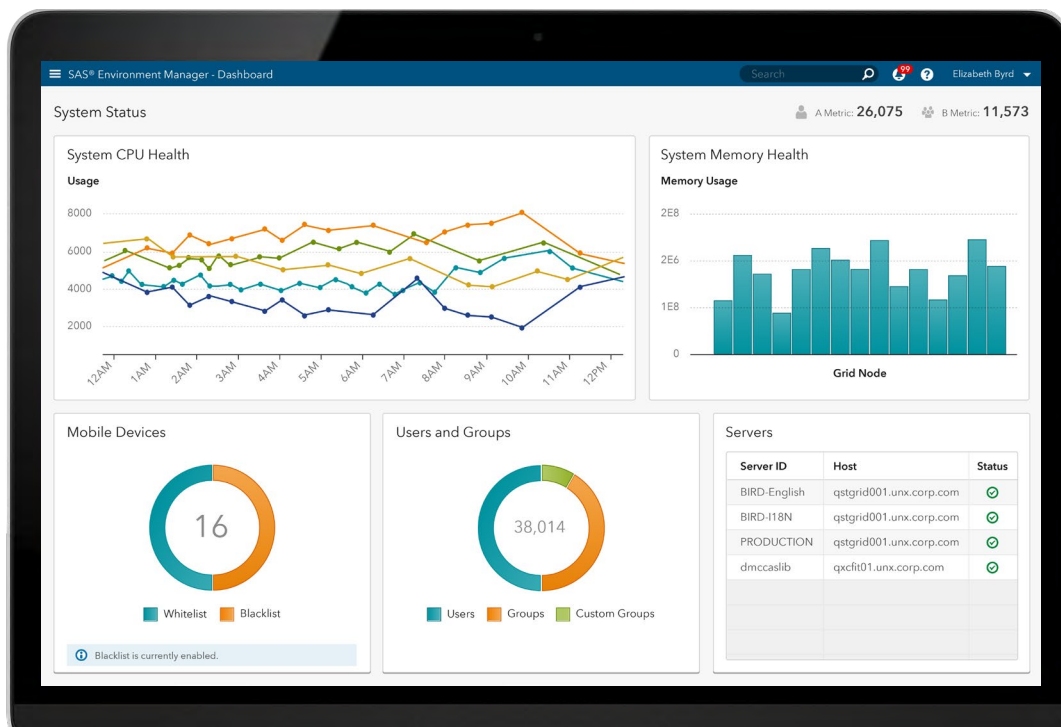 SAS® Environment Manager - Dashboard
Search
99
?
Elizabeth Byrd
System Status
A Metric: 26,075
B Metric: 11,573
System CPU Health
Usage
8000
6000
4000
2000
12AM 1AM 2AM 3AM 4AM 5AM 6AM 7AM 8AM 9AM 10AM 11AM 12PM
System Memory Health
Memory Usage
2E8
2E6
1E8
0
Grid Node
Mobile Devices
16
Whitelist Blacklist
Blacklist is currently enabled.
Users and Groups
38,014
Users Groups Custom Groups
Servers
Server ID Host Status
BIRD-English qstgrid001.unx.corp.com
BIRD-I18N qstgrid001.unx.corp.com
PRODUCTION qstgrid001.unx.corp.com
dmccaslib qxcfit01.unx.corp.com